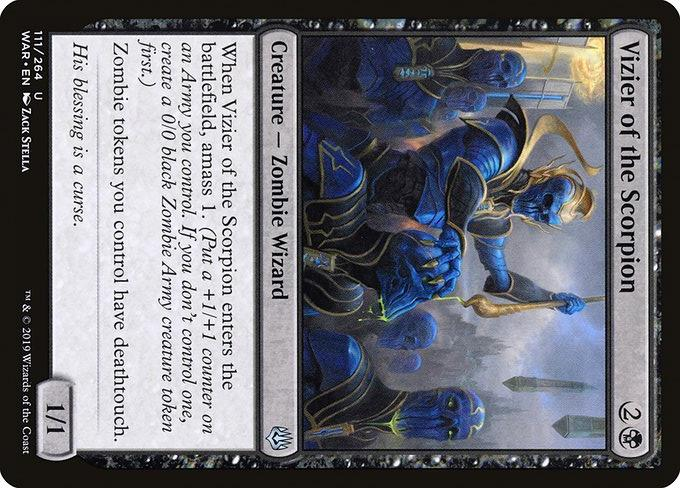 Vizier of the Scorpion 2
Creature — Zombie Wizard
When Vizier of the Scorpion enters the
battlefield, amass 1. (Put a +1/+1 counter on
an Army you control. If you don't control one,
create a 0/0 black Zombie Army creature token
first.)
Zombie tokens you control have deathtouch.
His blessing is a curse.
1/1
111/264 U
WAR • EN Zack Stella
™ & © 2019 Wizards of the Coast